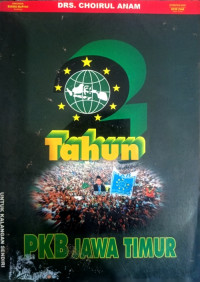 DRS. CHOIRUL ANAM
2
Tahun
PKB JAWA TIMUR
UNTUK KALANGAN SENDIRI